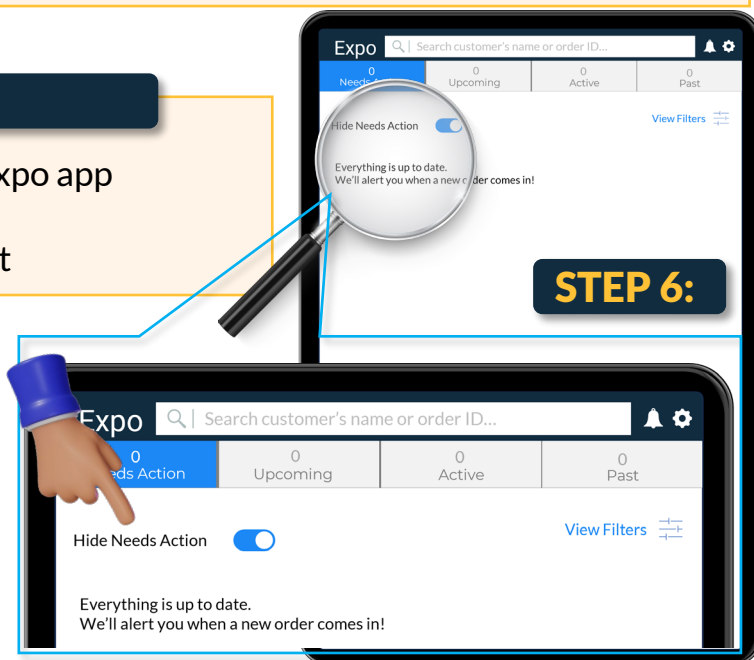 Expo Search customer's name or order ID...
0 0 0 0
Needs Upcoming Active Past
Hide Needs Action View Filters
Everything is up to date.
We'll alert you when a new order comes in!
app
STEP 6:
Expo Search customer's name or order ID...
0 0 0 0
Action Upcoming Active Past
Hide Needs Action View Filters
Everything is up to date.
We'll alert you when a new order comes in!